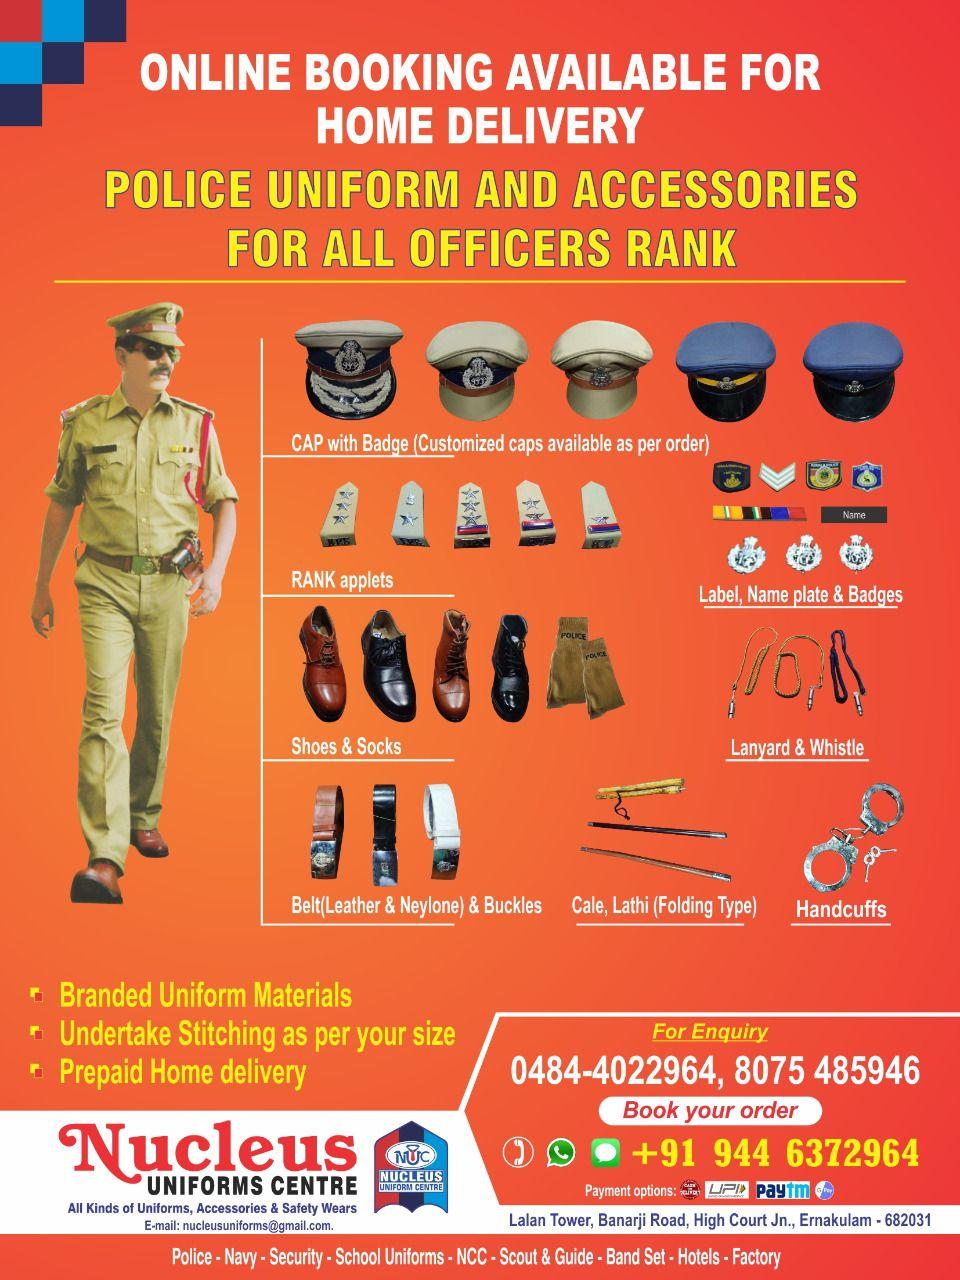 ONLINE BOOKING AVAILABLE FOR
HOME DELIVERY
POLICE UNIFORM AND ACCESSORIES
FOR ALL OFFICERS RANK
CAP with Badge (Customized caps available as per order)
RANK applets
Name
Label, Name plate & Badges
POLICE
POLICE
Shoes & Socks
Lanyard & Whistle
Belt(Leather & Neylone) & Buckles
Cale, Lathi (Folding Type)
Handcuffs
Branded Uniform Materials
Undertake Stitching as per your size
Prepaid Home delivery
For Enquiry
0484-4022964, 8075 485946
Book your order
+91 944 6372964
Payment options: CASH ON DELIVERY UPI paytm Pay
Nucleus
UNIFORMS CENTRE
All Kinds of Uniforms, Accessories & Safety Wears
E-mail: nucleusuniforms@gmail.com.
NUC
NUCLEUS
UNIFORM CENTRE
Lalan Tower, Banarji Road, High Court Jn., Ernakulam - 682031
Police - Navy - Security - School Uniforms - NCC - Scout & Guide - Band Set - Hotels - Factory